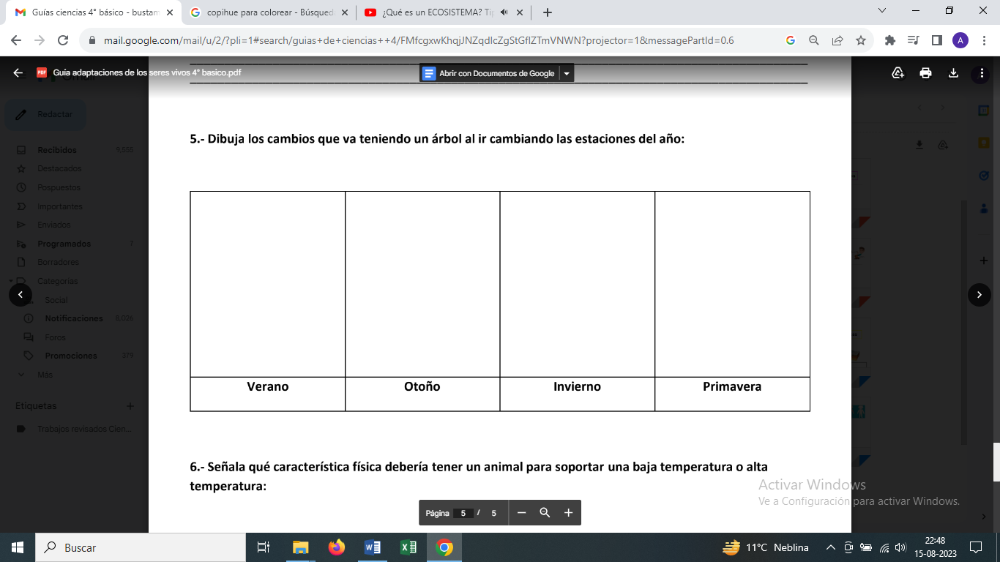 Guías ciencias 4° básico - bustam
copihue para colorear - Búsqued
¿Qué es un ECOSISTEMA? Tip
mail.google.com/mail/u/2/?pli=1#search/guias+de+ciencias++4/FMfcgxwKhqjJNZqdlcZgStGflZTmVNWN?projector=1&messagePartId=0.6
A
PDF Guía adaptaciones de los seres vivos 4° basico.pdf
Abrir con Documentos de Google
Redactar
Recibidos 9,655
Destacados
Pospuestos
Importantes
Enviados
Programados 7
Borradores
Categorías
Social
Notificaciones 8,026
Foros
Promociones 379
Más
Etiquetas
Trabajos revisados Cien...
5.- Dibuja los cambios que va teniendo un árbol al ir cambiando las estaciones del año:
Verano Otoño Invierno Primavera
6.- Señala qué característica física debería tener un animal para soportar una baja temperatura o alta
temperatura:
Página 5 / 5
Activar Windows
Ve a Configuración para activar Windows.
Buscar
11°C Neblina
22:48
15-08-2023